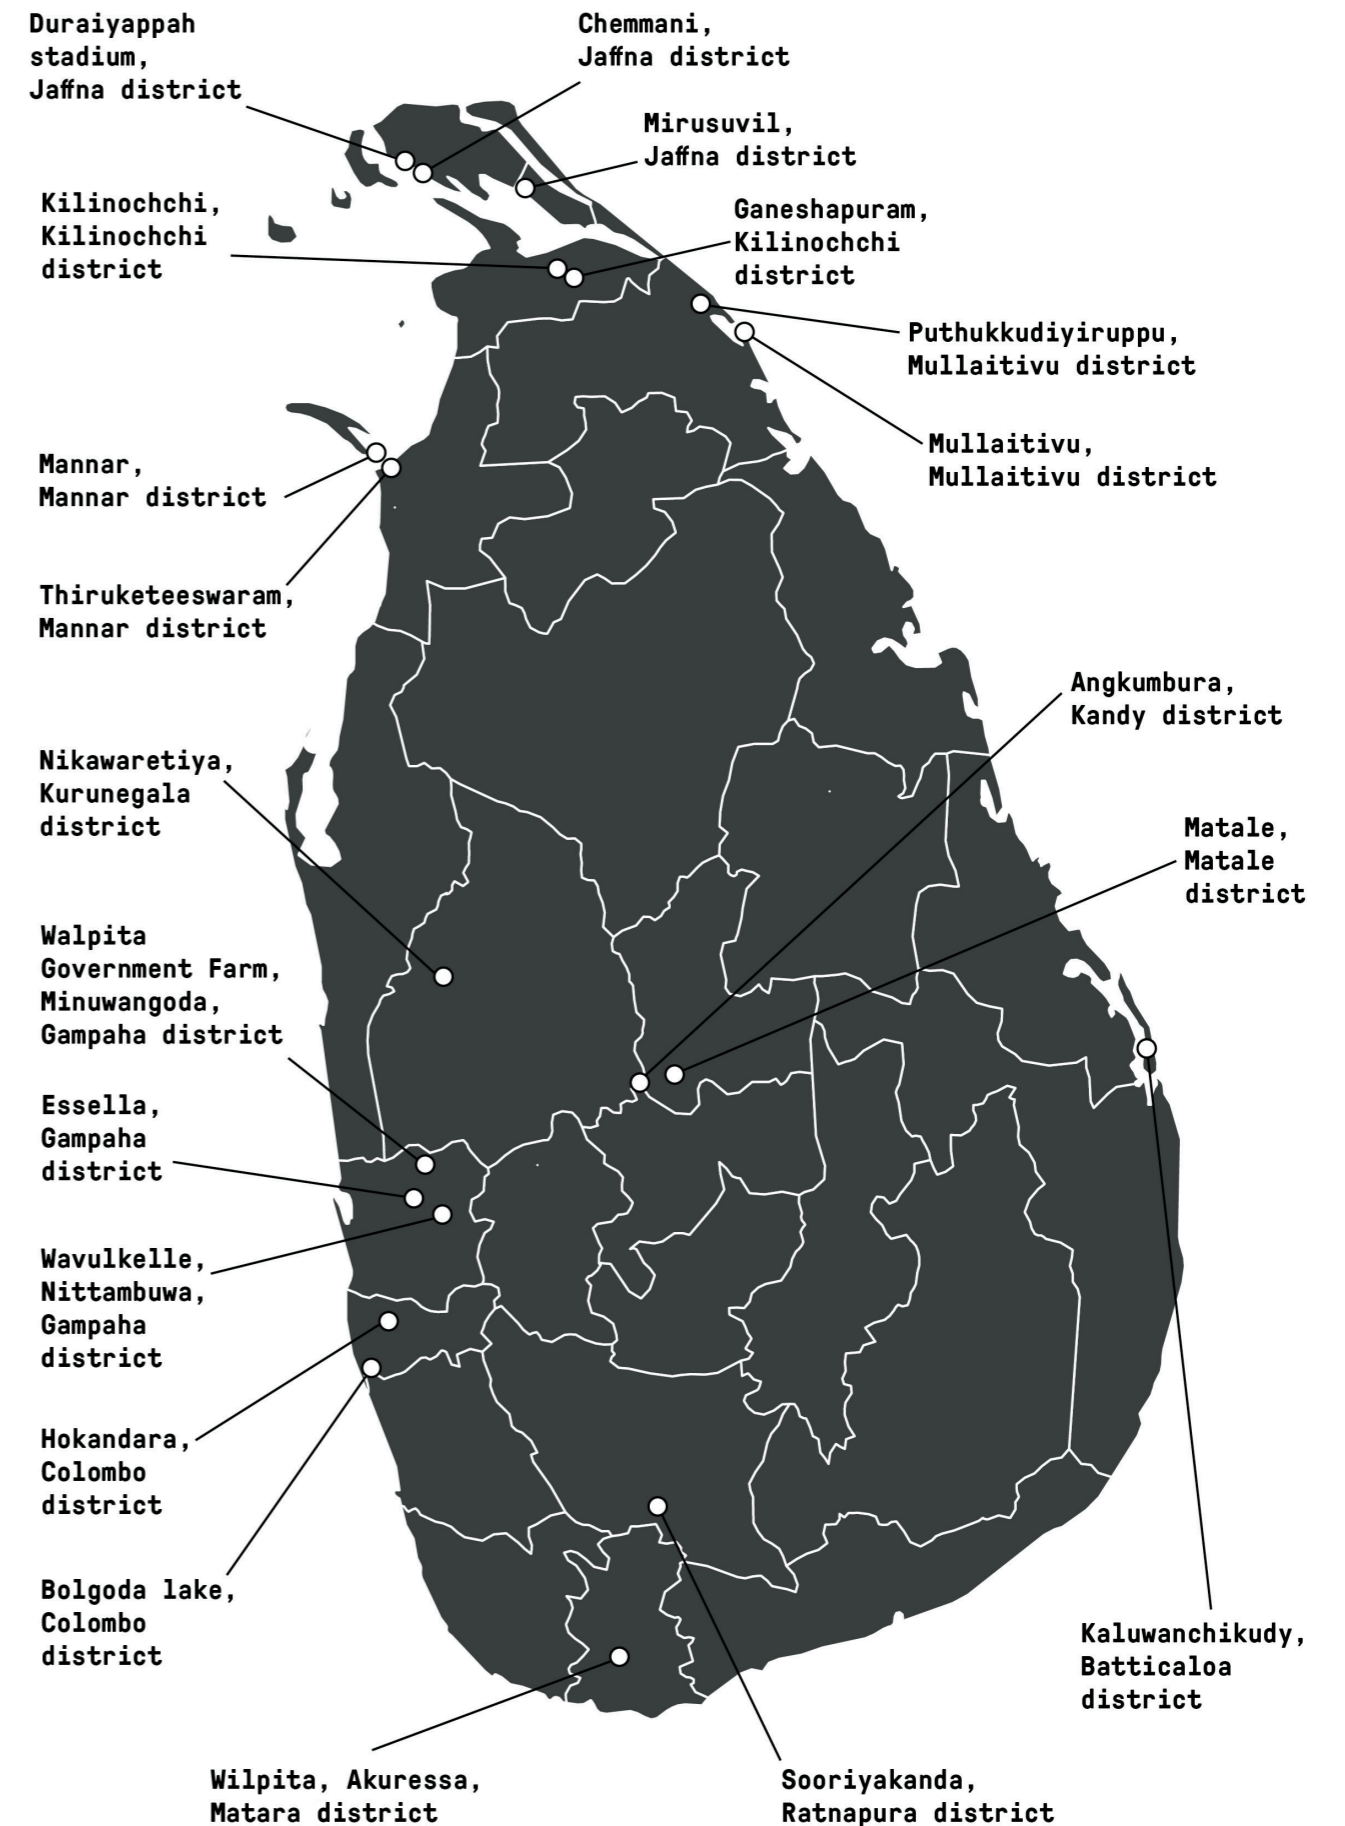 Duraiyappah
stadium,
Jaffna district
Chemmani,
Jaffna district
Mirusuvil,
Jaffna district
Kilinochchi,
Kilinochchi
district
Ganeshapuram,
Kilinochchi
district
Puthukkudiyiruppu,
Mullaitivu district
Mullaitivu,
Mullaitivu district
Mannar,
Mannar district
Thiruketeeswaram,
Mannar district
Angkumbura,
Kandy district
Nikawaretiya,
Kurunegala
district
Matale,
Matale
district
Walpita
Government Farm,
Minuwangoda,
Gampaha district
Essella,
Gampaha
district
Wavulkelle,
Nittambuwa,
Gampaha
district
Hokandara,
Colombo
district
Bolgoda lake,
Colombo
district
Kaluwanchikudy,
Batticaloa
district
Wilpita, Akuressa,
Matara district
Sooriyakanda,
Ratnapura district